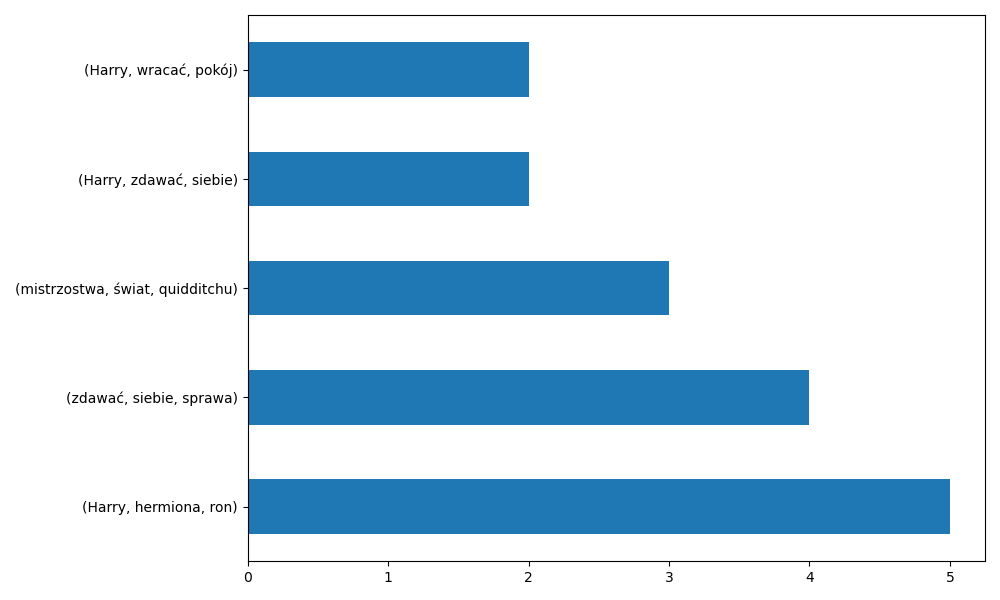 (Harry, wracać, pokój)
(Harry, zdawać, siebie)
(mistrzostwa, świat, quidditchu)
(zdawać, siebie, sprawa)
(Harry, hermiona, ron)
0 1 2 3 4 5